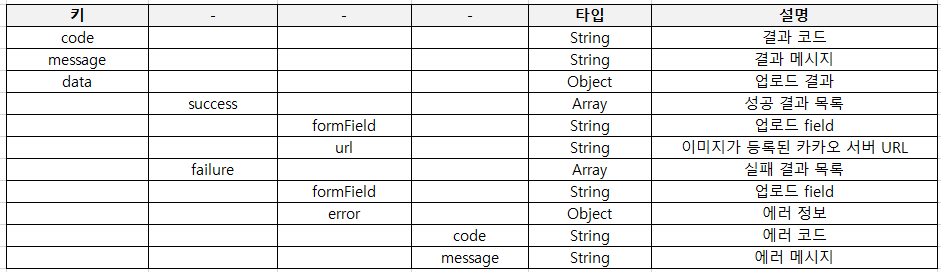 키 - - - 타입 설명
code String 결과 코드
message String 결과 메시지
data Object 업로드 결과
success Array 성공 결과 목록
formField String 업로드 field
url String 이미지가 등록된 카카오 서버 URL
failure Array 실패 결과 목록
formField String 업로드 field
error Object 에러 정보
code String 에러 코드
message String 에러 메시지